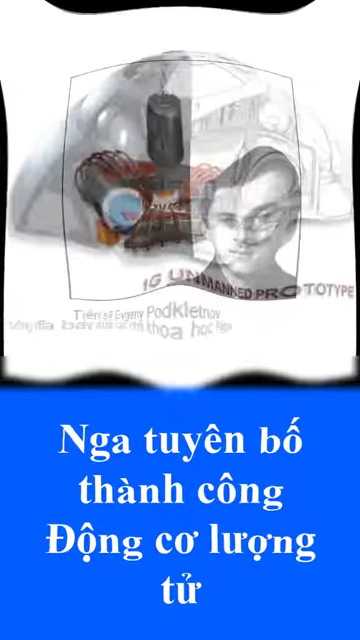 IG UNMANNED PROTOTYPE
Tiến sĩ Evgeny Podkletnov
khoa học Nga
Nga tuyên bố
thành công
Động cơ lượng
tử